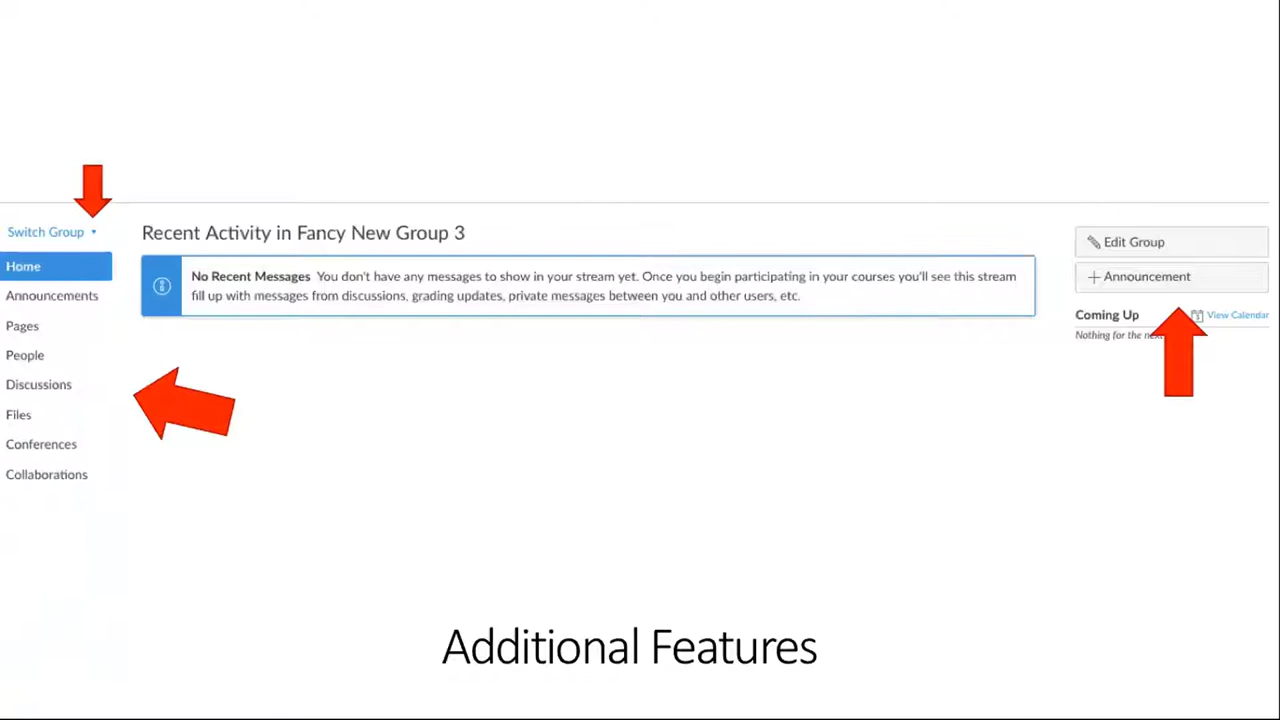 Switch Group
Home
Announcements
Pages
People
Discussions
Files
Conferences
Collaborations
Recent Activity in Fancy New Group 3
No Recent Messages You don't have any messages to show in your stream yet. Once you begin participating in your courses you'll see this stream
fill up with messages from discussions, grading updates, private messages between you and other users, etc.
Edit Group
Announcement
Coming Up
View Calendar
Nothing for the
Additional Features